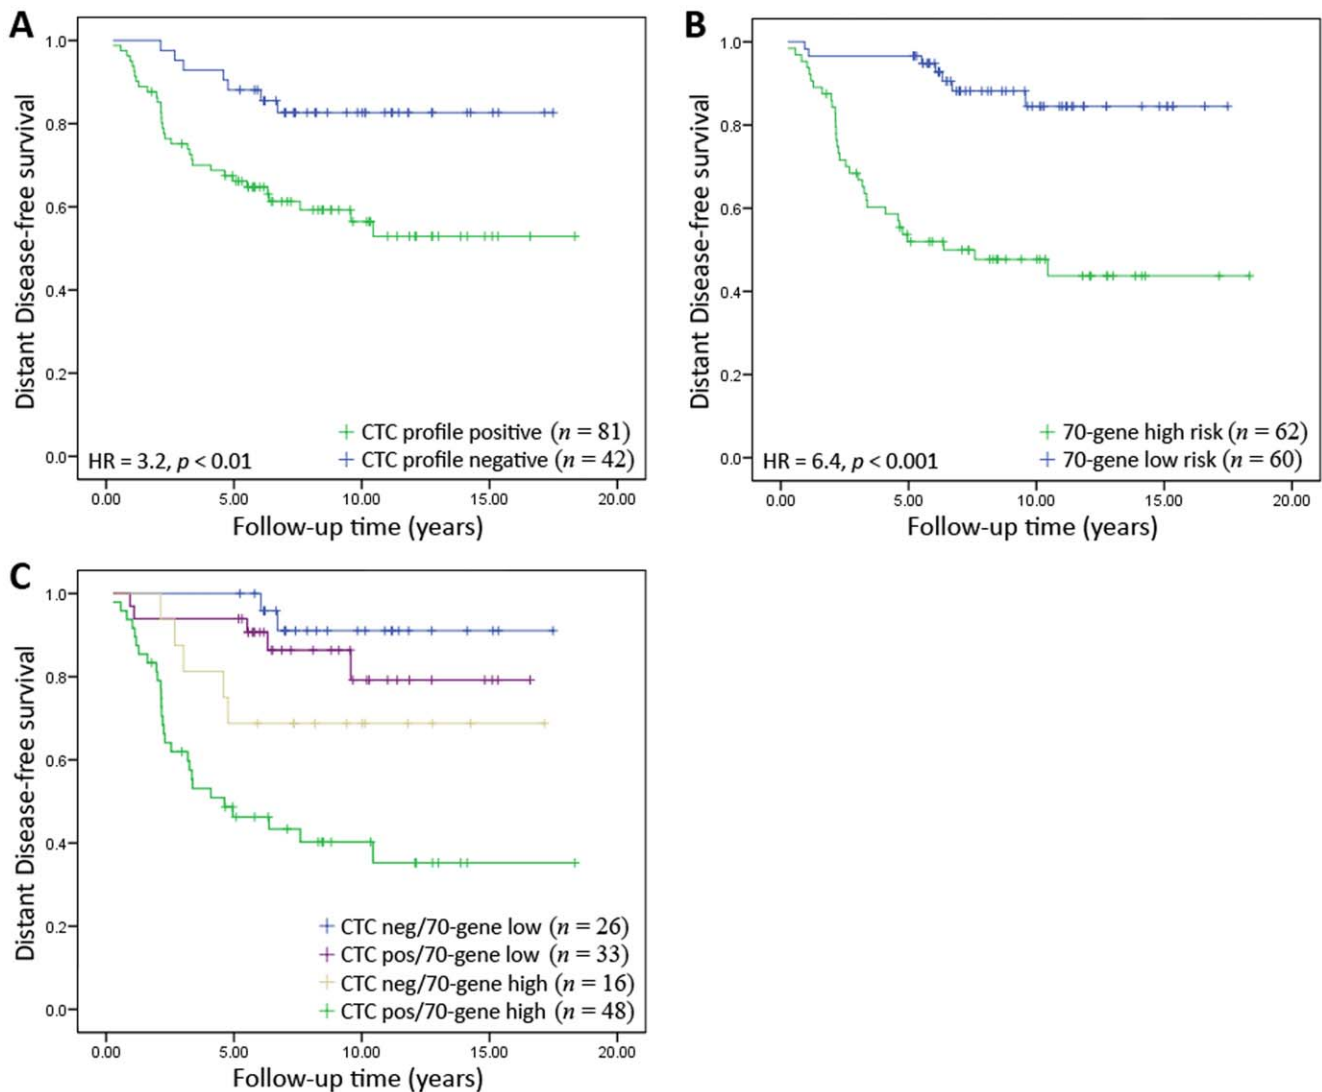 A
Distant Disease-free survival
1.0
0.8
0.6
0.4
0.2
0.0
CTC profile positive (n = 81)
CTC profile negative (n = 42)
HR = 3.2, p < 0.01
0.00 5.00 10.00 15.00 20.00
Follow-up time (years)
B
Distant Disease-free survival
1.0
0.8
0.6
0.4
0.2
0.0
70-gene high risk (n = 62)
70-gene low risk (n = 60)
HR = 6.4, p < 0.001
0.00 5.00 10.00 15.00 20.00
Follow-up time (years)
C
Distant Disease-free survival
1.0
0.8
0.6
0.4
0.2
0.0
CTC neg/70-gene low (n = 26)
CTC pos/70-gene low (n = 33)
CTC neg/70-gene high (n = 16)
CTC pos/70-gene high (n = 48)
0.00 5.00 10.00 15.00 20.00
Follow-up time (years)